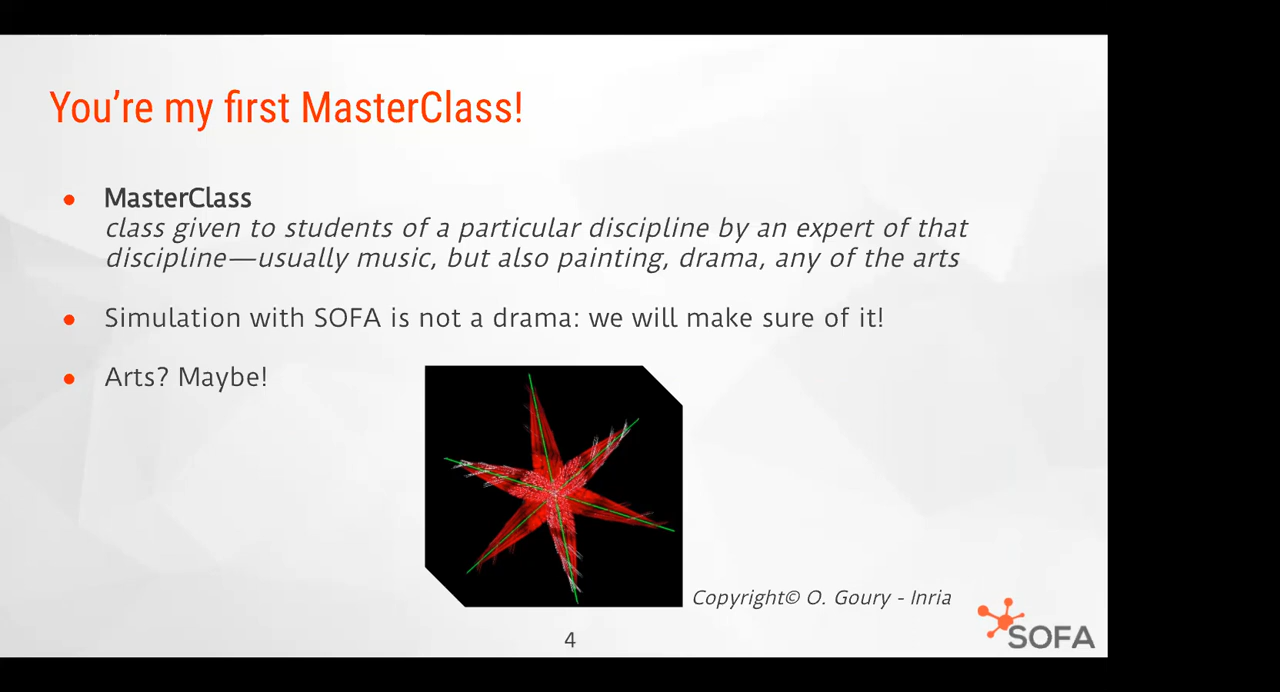 You're my first MasterClass!
MasterClass
class given to students of a particular discipline by an expert of that
discipline—usually music, but also painting, drama, any of the arts
Simulation with SOFA is not a drama: we will make sure of it!
Arts? Maybe!
Copyright© O. Goury - Inria
SOFA
4